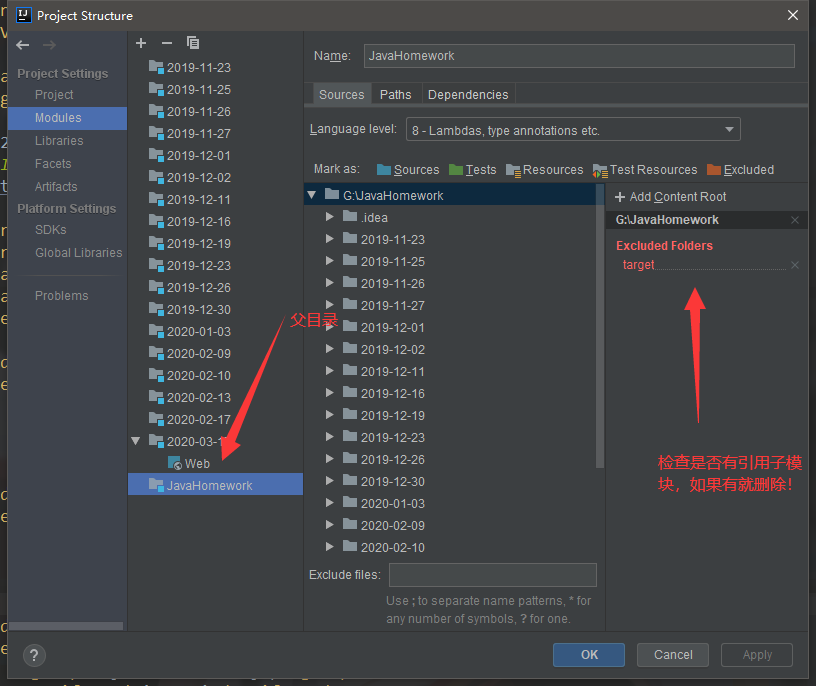 Project Structure
Project Settings
Project
Modules
Libraries
Facets
Artifacts
Platform Settings
SDKs
Global Libraries
Problems
2019-11-23
2019-11-25
2019-11-26
2019-11-27
2019-12-01
2019-12-02
2019-12-11
2019-12-16
2019-12-19
2019-12-23
2019-12-26
2019-12-30
2020-01-03
2020-02-09
2020-02-10
2020-02-13
2020-02-17
2020-03-1
Web
JavaHomework
父目录
Name: JavaHomework
Sources Paths Dependencies
Language level: 8 - Lambdas, type annotations etc.
Mark as: Sources Tests Resources Test Resources Excluded
G:\JavaHomework
.idea
2019-11-23
2019-11-25
2019-11-26
2019-11-27
2019-12-01
2019-12-02
2019-12-11
2019-12-16
2019-12-19
2019-12-23
2019-12-26
2019-12-30
2020-01-03
2020-02-09
2020-02-10
Exclude files:
Use ; to separate name patterns, * for
any number of symbols, ? for one.
Add Content Root
G:\JavaHomework
Excluded Folders
target
检查是否有引用子模
块，如果有就删除！
?
OK Cancel Apply